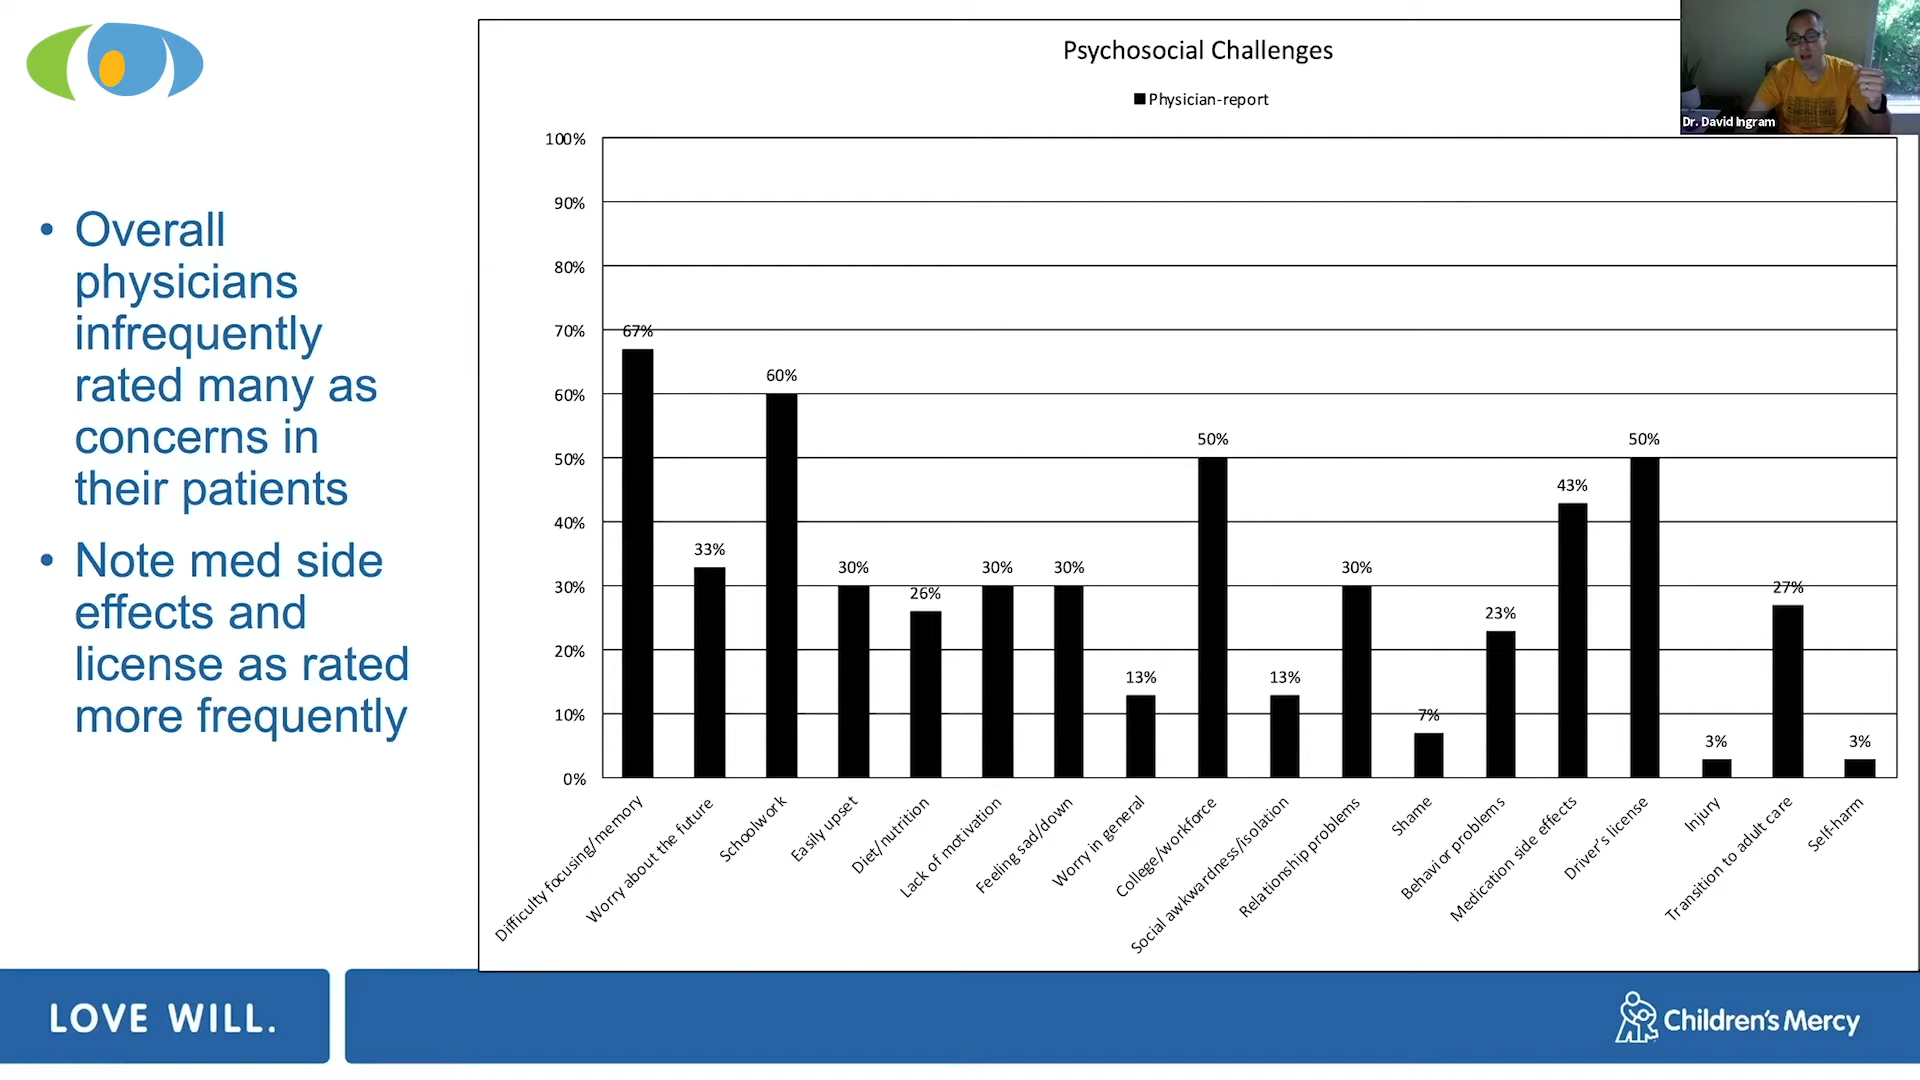 Psychosocial Challenges
Physician-report
Dr. David Ingram
• Overall
physicians
infrequently
rated many as
concerns in
their patients
• Note med side
effects and
license as rated
more frequently
100%
90%
80%
70%
60%
50%
40%
30%
20%
10%
0%
67%
33%
60%
30%
26%
30%
30%
13%
50%
13%
30%
7%
23%
43%
50%
3%
27%
3%
Difficulty focusing/memory
Worry about the future
Schoolwork
Easily upset
Diet/nutrition
Lack of motivation
Feeling sad/down
Worry in general
College/workforce
Social awkwardness/isolation
Relationship problems
Shame
Behavior problems
Medication side effects
Driver's license
Injury
Transition to adult care
Self-harm
LOVE WILL.
Children's Mercy